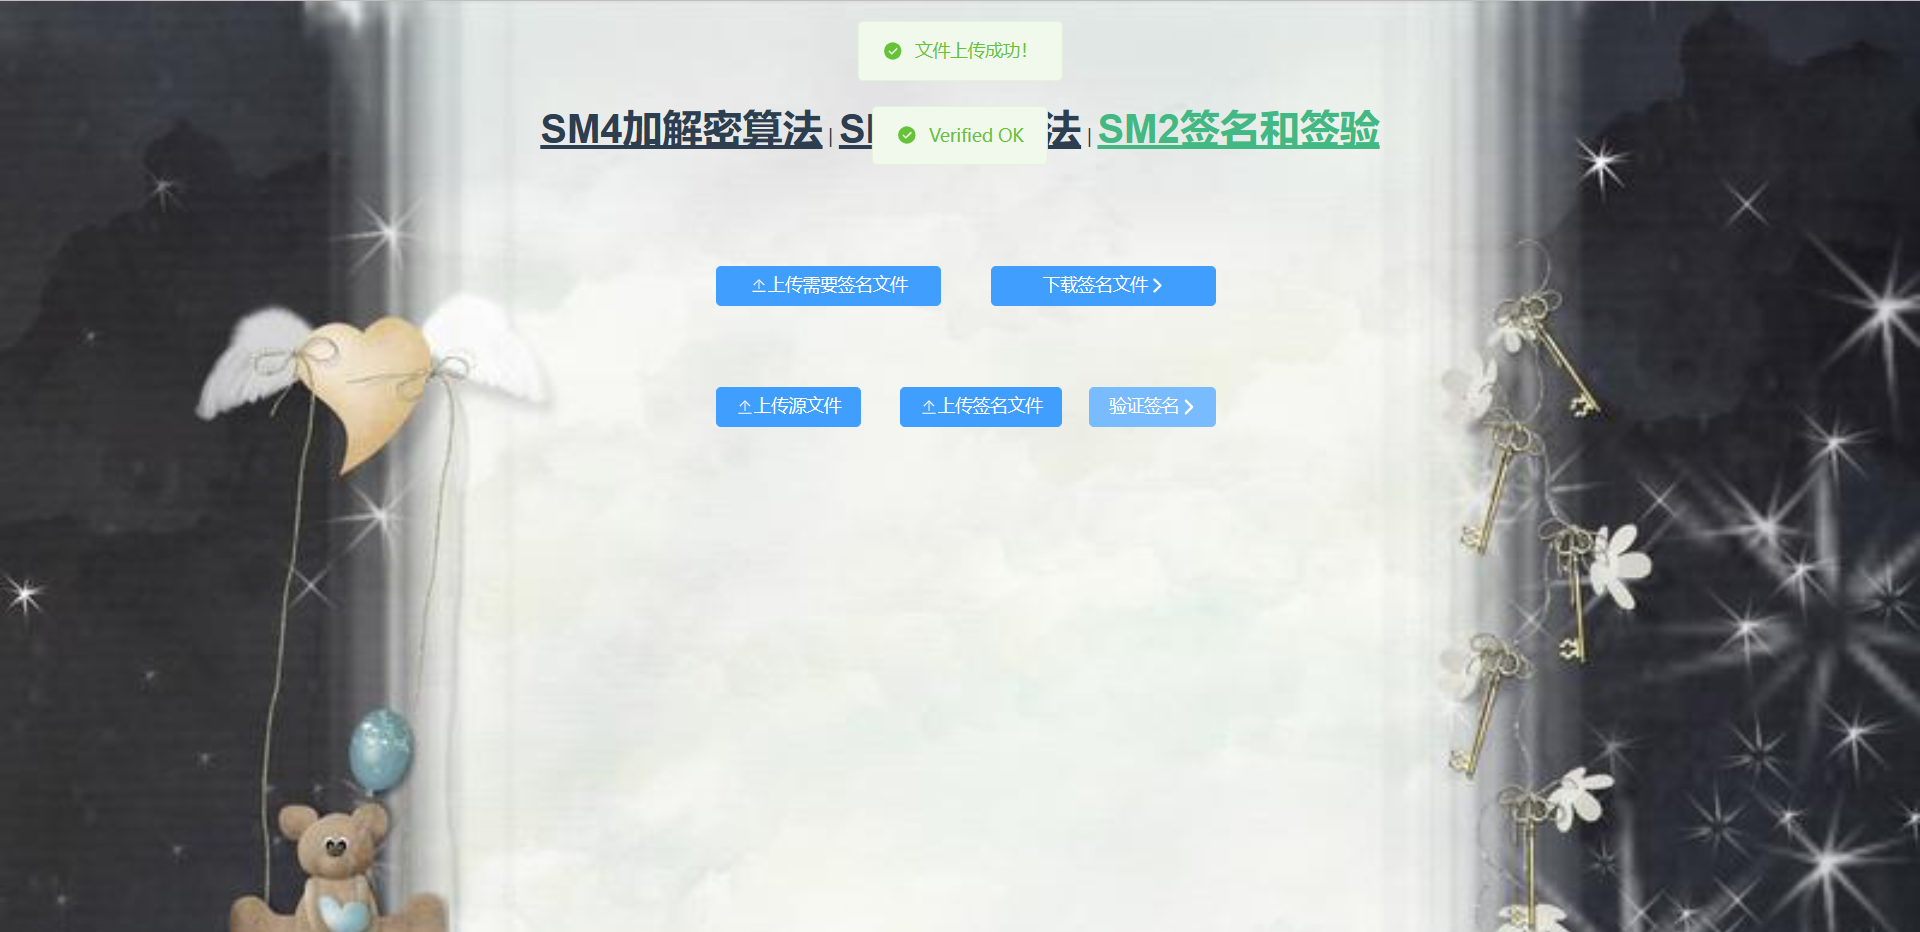 文件上传成功！
SM4加解密算法 | S 法 | SM2签名和签验
Verified OK
上传需要签名文件 下载签名文件
上传源文件 上传签名文件 验证签名